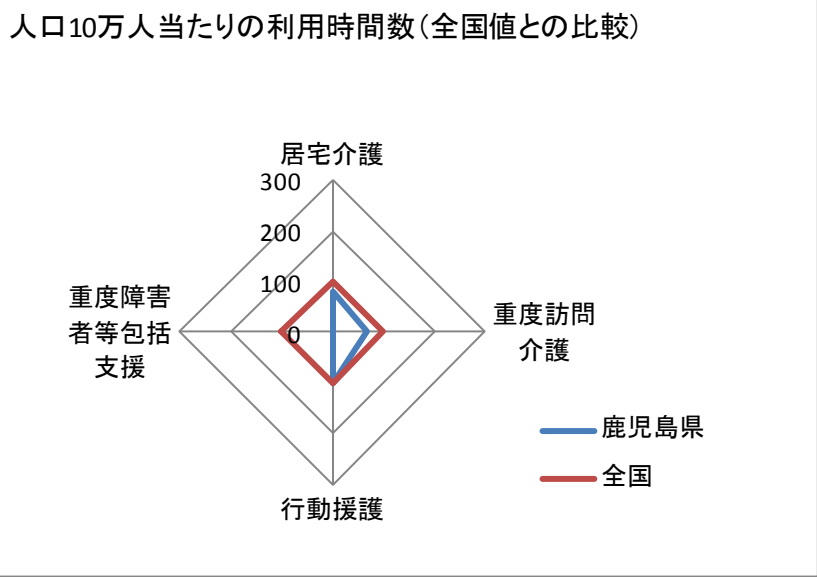 人口10万人当たりの利用時間数（全国値との比較）
居宅介護
300
200
100
0
重度障害
者等包括
支援
重度訪問
介護
行動援護
鹿児島県
全国